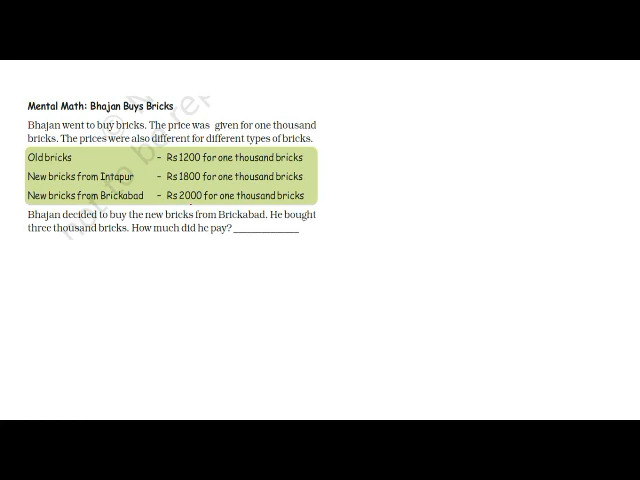 Mental Math: Bhajan Buys Bricks
Bhajan went to buy bricks. The price was given for one thousand
bricks. The prices were also different for different types of bricks.
Old bricks – Rs 1200 for one thousand bricks
New bricks from Intapur – Rs 1800 for one thousand bricks
New bricks from Brickabad – Rs 2000 for one thousand bricks
Bhajan decided to buy the new bricks from Brickabad. He bought
three thousand bricks. How much did he pay? ____________